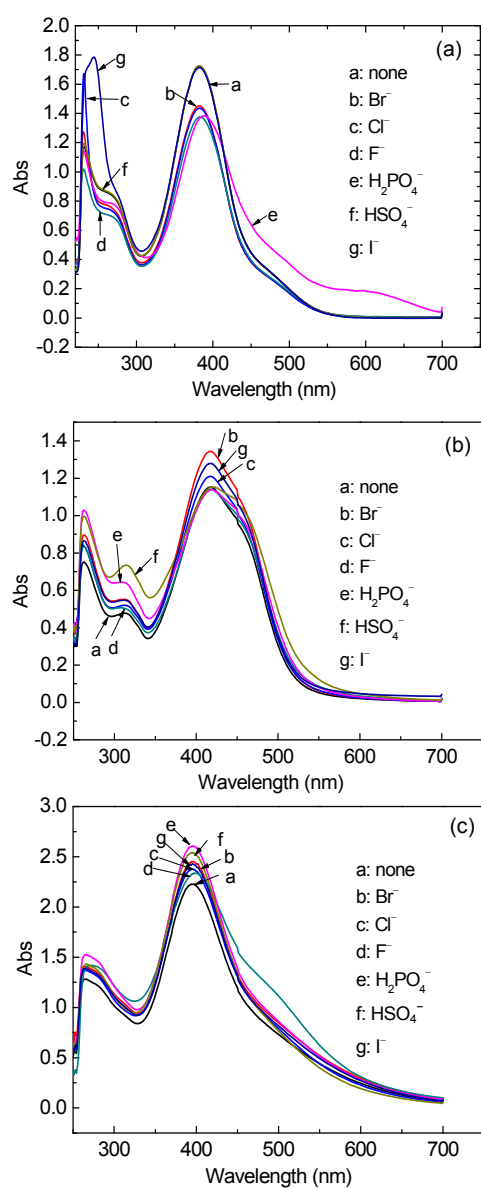 (a)
g
c
a
b
f
e
d
a: none
b: Br⁻
c: Cl⁻
d: F⁻
e: H₂PO₄⁻
f: HSO₄⁻
g: I⁻
2.0
1.8
1.6
1.4
1.2
1.0
0.8
0.6
0.4
0.2
0.0
-0.2
Abs
300 400 500 600 700
Wavelength (nm)
(b)
b
g
c
f
e
a
d
a: none
b: Br⁻
c: Cl⁻
d: F⁻
e: H₂PO₄⁻
f: HSO₄⁻
g: I⁻
1.4
1.2
1.0
0.8
0.6
0.4
0.2
0.0
-0.2
Abs
300 400 500 600 700
Wavelength (nm)
(c)
e
f
g
c
b
d
a
a: none
b: Br⁻
c: Cl⁻
d: F⁻
e: H₂PO₄⁻
f: HSO₄⁻
g: I⁻
3.0
2.5
2.0
1.5
1.0
0.5
0.0
Abs
300 400 500 600 700
Wavelength (nm)